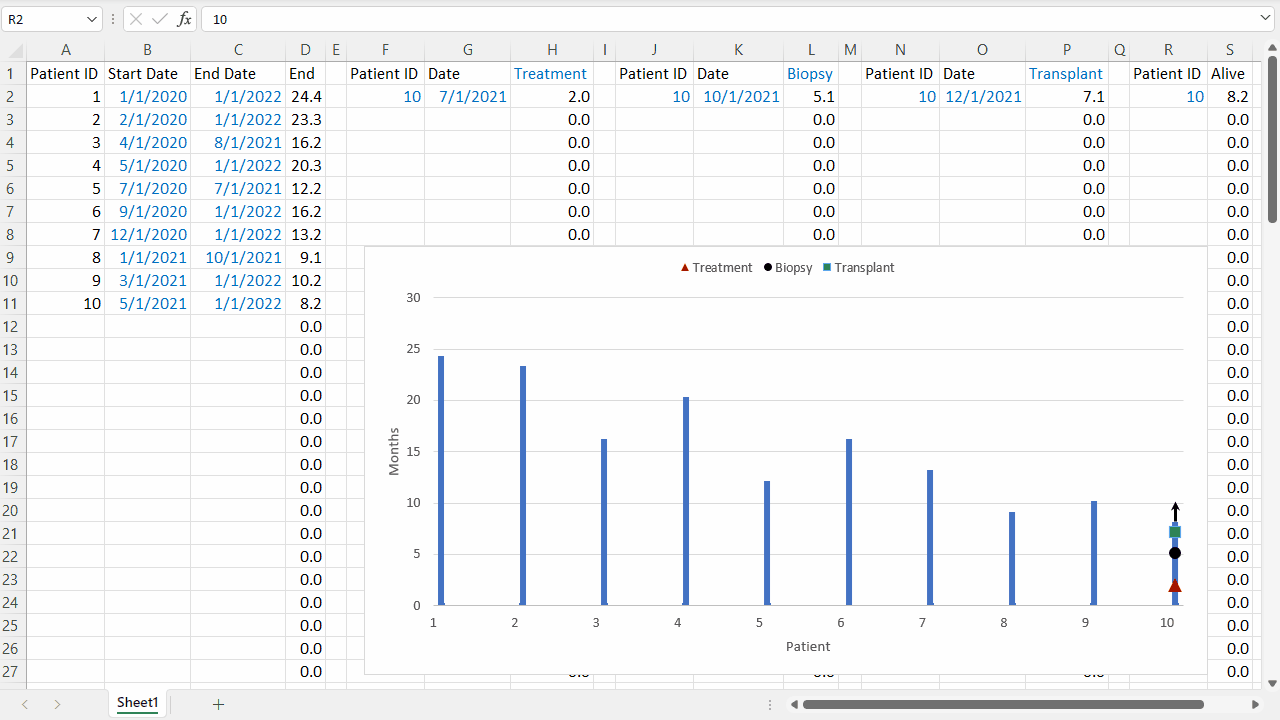 R2 fx 10
A B C D E F G H I J K L M N O P Q R S
1 Patient ID Start Date End Date End Patient ID Date Treatment Patient ID Date Biopsy Patient ID Date Transplant Patient ID Alive
2 1 1/1/2020 1/1/2022 24.4 10 7/1/2021 2.0 10 10/1/2021 5.1 10 12/1/2021 7.1 10 8.2
3 2 2/1/2020 1/1/2022 23.3 0.0 0.0 0.0 0.0
4 3 4/1/2020 8/1/2021 16.2 0.0 0.0 0.0 0.0
5 4 5/1/2020 1/1/2022 20.3 0.0 0.0 0.0 0.0
6 5 7/1/2020 7/1/2021 12.2 0.0 0.0 0.0 0.0
7 6 9/1/2020 1/1/2022 16.2 0.0 0.0 0.0 0.0
8 7 12/1/2020 1/1/2022 13.2 0.0 0.0 0.0 0.0
9 8 1/1/2021 10/1/2021 9.1 0.0
10 9 3/1/2021 1/1/2022 10.2 0.0
11 10 5/1/2021 1/1/2022 8.2 0.0
12 0.0 0.0
13 0.0 0.0
14 0.0 0.0
15 0.0 0.0
16 0.0 0.0
17 0.0 0.0
18 0.0 0.0
19 0.0 0.0
20 0.0 0.0
21 0.0 0.0
22 0.0 0.0
23 0.0 0.0
24 0.0 0.0
25 0.0 0.0
26 0.0 0.0
27 0.0 0.0
Treatment Biopsy Transplant
30
25
20
15
10
5
0
Months
1 2 3 4 5 6 7 8 9 10
Patient
Sheet1